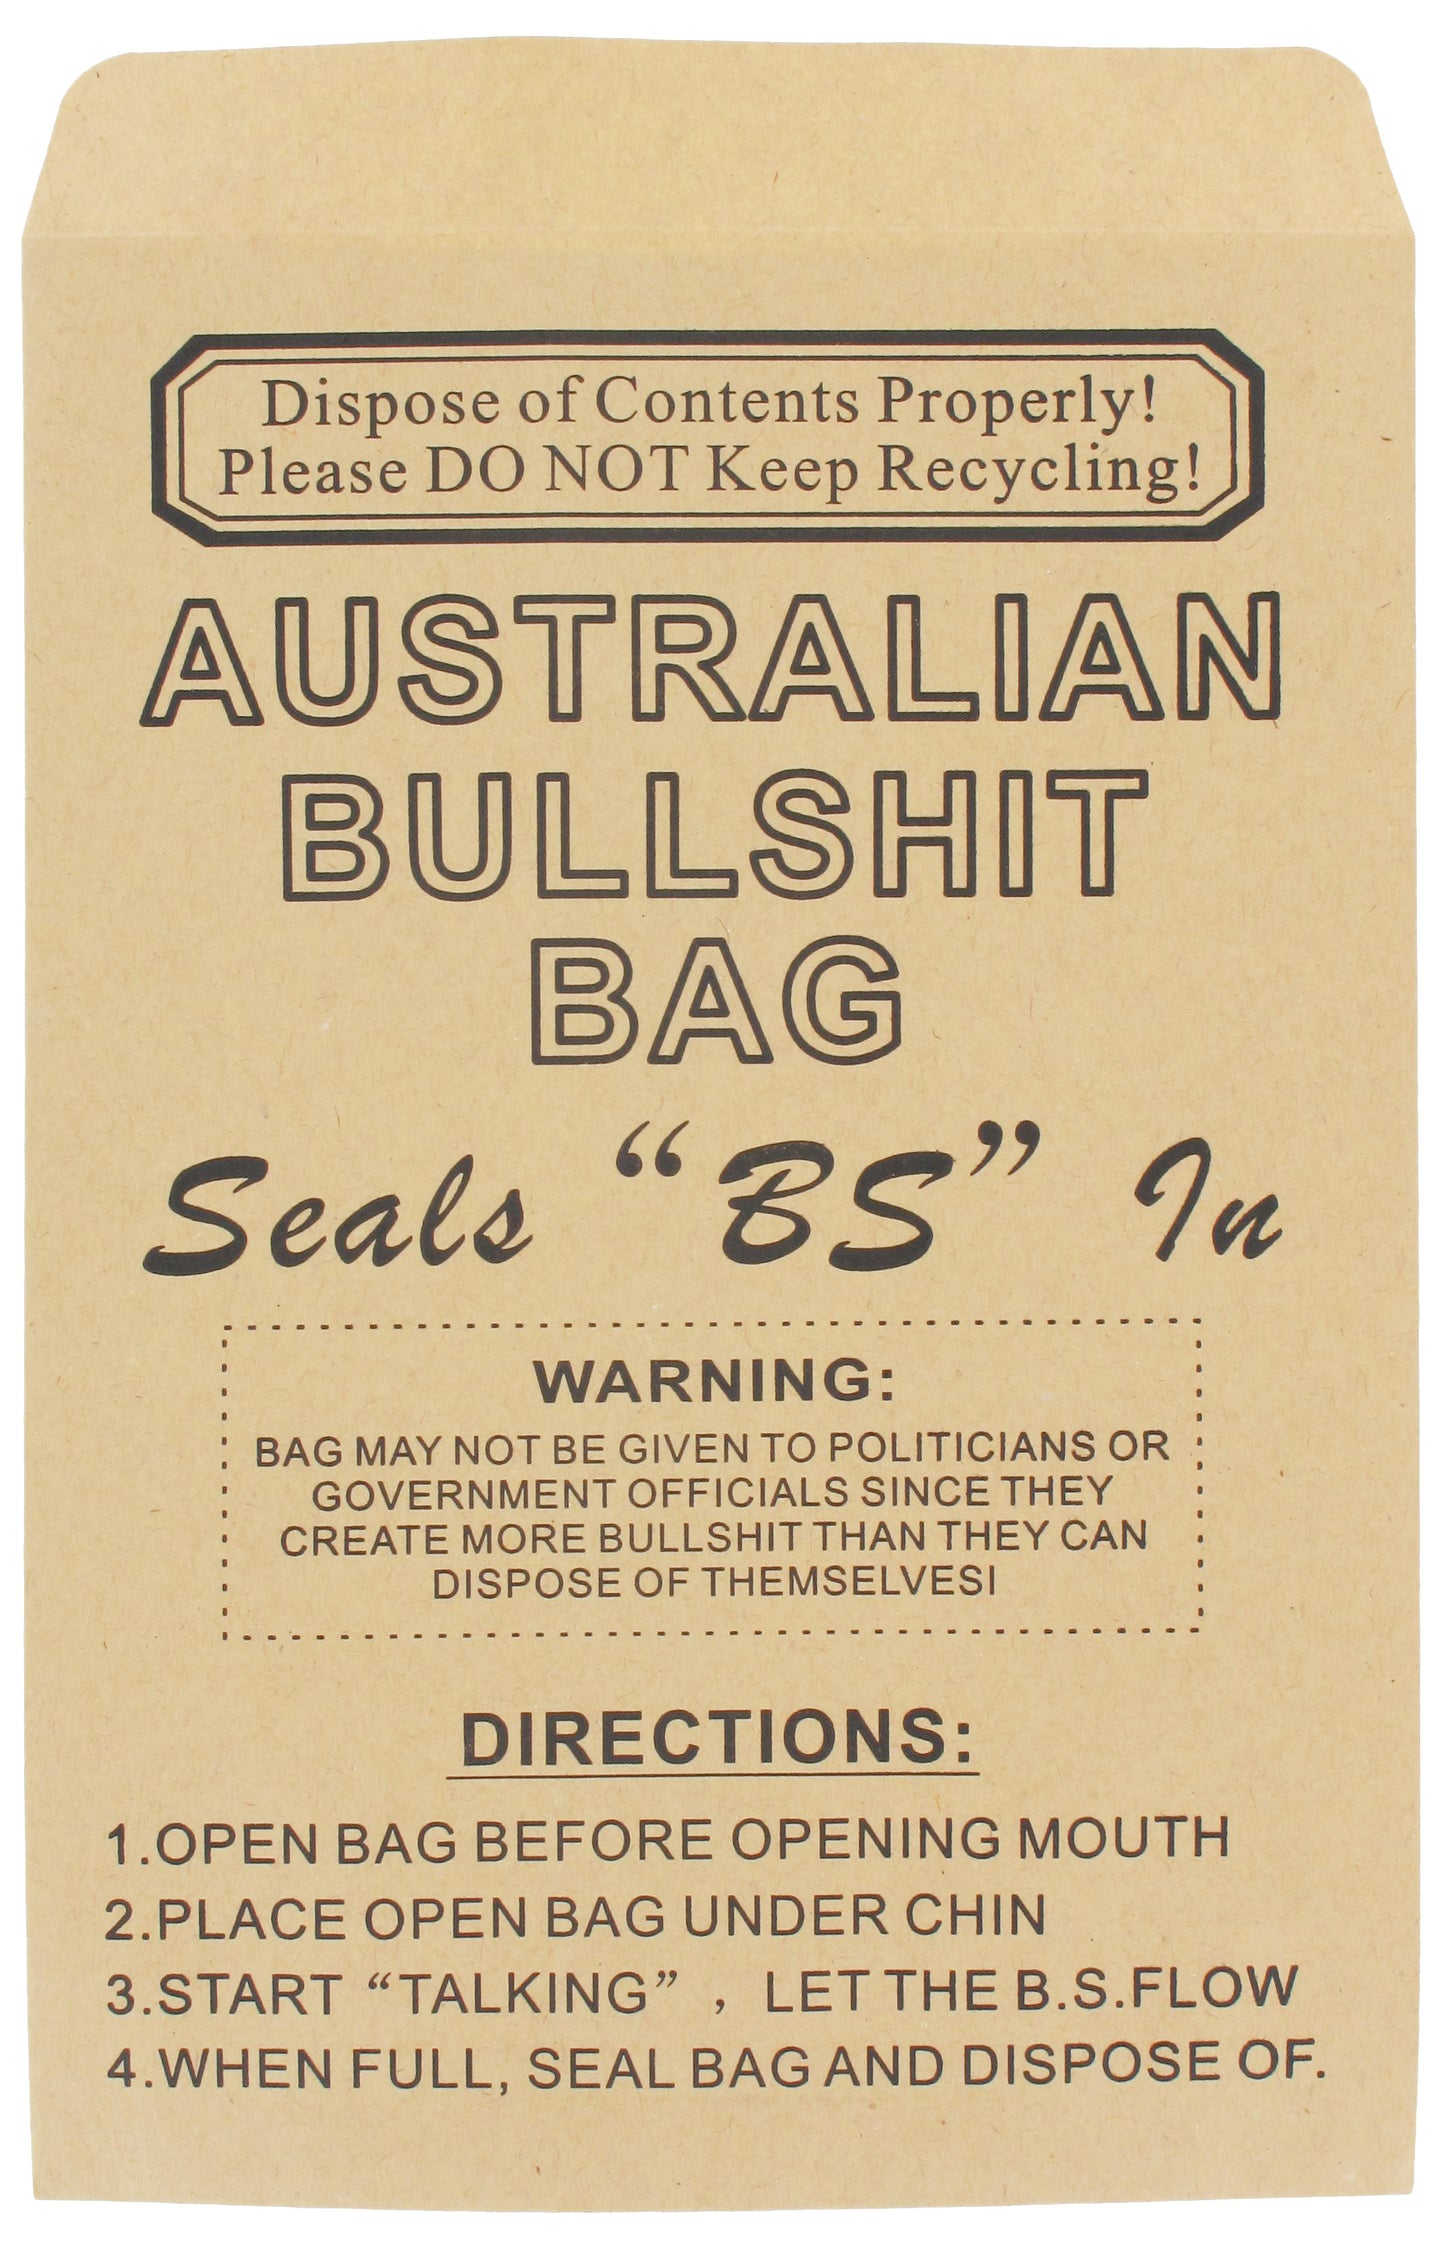 Dispose of Contents Properly!
Please DO NOT Keep Recycling!
AUSTRALIAN
BULLSHIT
BAG
Seals “BS” In
WARNING:
BAG MAY NOT BE GIVEN TO POLITICIANS OR
GOVERNMENT OFFICIALS SINCE THEY
CREATE MORE BULLSHIT THAN THEY CAN
DISPOSE OF THEMSELVESI
DIRECTIONS:
1.OPEN BAG BEFORE OPENING MOUTH
2.PLACE OPEN BAG UNDER CHIN
3.START “TALKING” , LET THE B.S.FLOW
4.WHEN FULL, SEAL BAG AND DISPOSE OF.